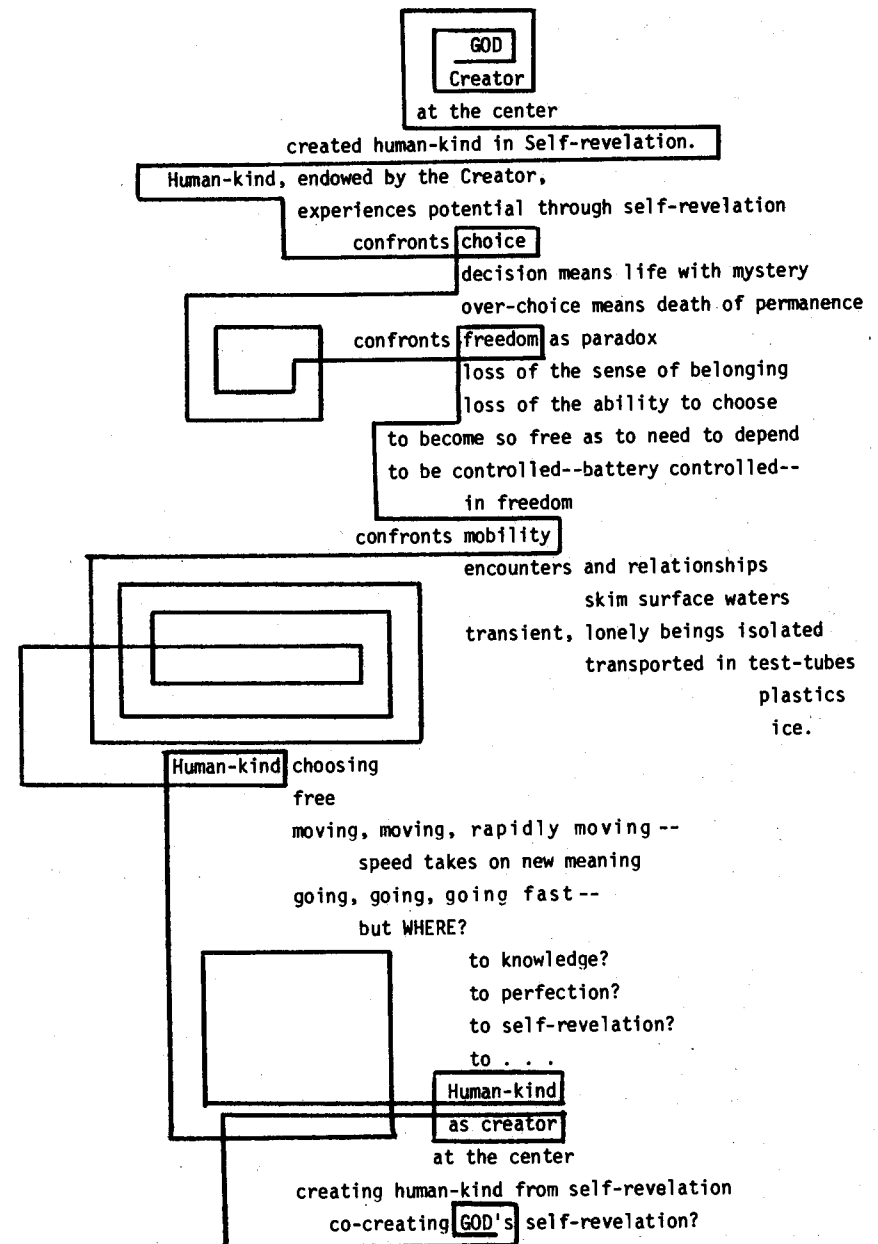 GOD
Creator
at the center
created human-kind in Self-revelation.
Human-kind, endowed by the Creator,
experiences potential through self-revelation
confronts choice
decision means life with mystery
over-choice means death of permanence
confronts freedom as paradox
loss of the sense of belonging
loss of the ability to choose
to become so free as to need to depend
to be controlled--battery controlled--
in freedom
confronts mobility
encounters and relationships
skim surface waters
transient, lonely beings isolated
transported in test-tubes
plastics
ice.
Human-kind choosing
free
moving, moving, rapidly moving --
speed takes on new meaning
going, going, going fast --
but WHERE?
to knowledge?
to perfection?
to self-revelation?
to . . .
Human-kind
as creator
at the center
creating human-kind from self-revelation
co-creating GOD's self-revelation?